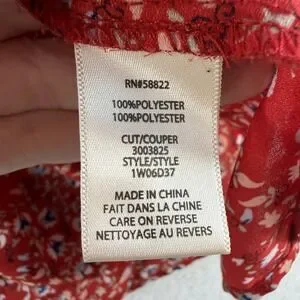 RN#58822
100%POLYESTER
100%POLYESTER
CUT/COUPER
3003825
STYLE/STYLE
1W06D37
MADE IN CHINA
FAIT DANS LA CHINE
CARE ON REVERSE
NETTOYAGE AU REVERS